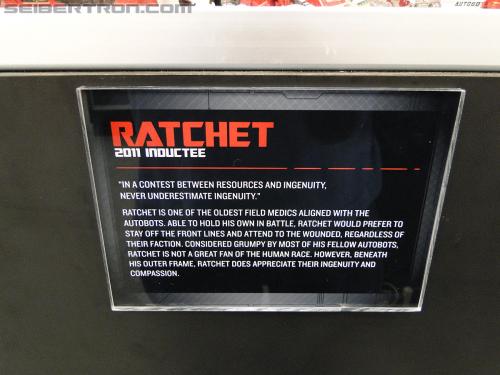 SEIBERTRON.COM
AUTOBO
RATCHET
2011 INDUCTEE
"IN A CONTEST BETWEEN RESOURCES AND INGENUITY,
NEVER UNDERESTIMATE INGENUITY."
RATCHET IS ONE OF THE OLDEST FIELD MEDICS ALIGNED WITH THE
AUTOBOTS. ABLE TO HOLD HIS OWN IN BATTLE, RATCHET WOULD PREFER TO
STAY OFF THE FRONT LINES AND ATTEND TO THE WOUNDED, REGARDLESS OF
THEIR FACTION. CONSIDERED GRUMPY BY MOST OF HIS FELLOW AUTOBOTS,
RATCHET IS NOT A GREAT FAN OF THE HUMAN RACE. HOWEVER, BENEATH
HIS OUTER FRAME, RATCHET DOES APPRECIATE THEIR INGENUITY AND
COMPASSION.